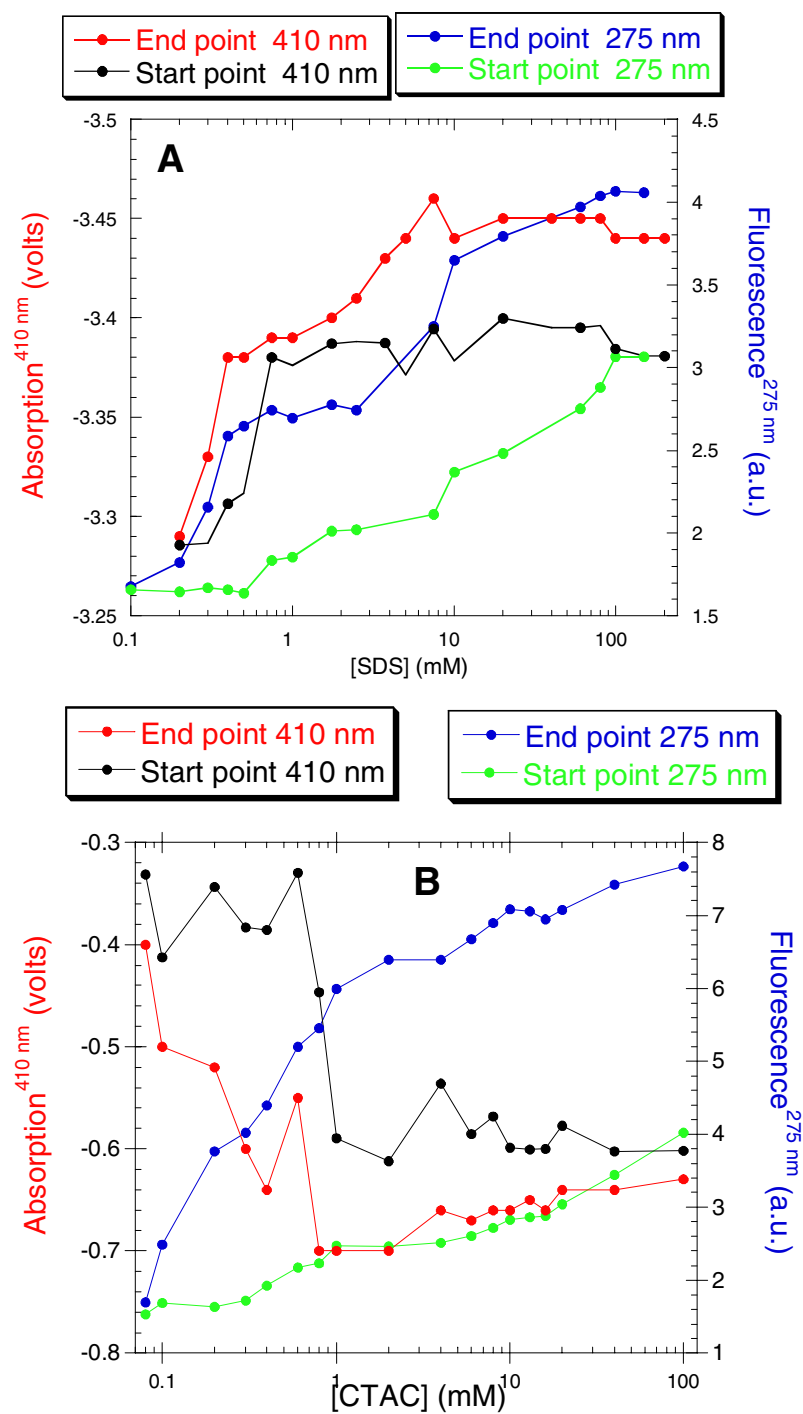 End point 410 nm
Start point 410 nm
End point 275 nm
Start point 275 nm
A
-3.5
-3.45
-3.4
-3.35
-3.3
-3.25
4.5
4
3.5
3
2.5
2
1.5
Absorption410 nm (volts)
Fluorescence275 nm (a.u.)
0.1
1
10
100
[SDS] (mM)
End point 410 nm
Start point 410 nm
End point 275 nm
Start point 275 nm
B
-0.3
-0.4
-0.5
-0.6
-0.7
-0.8
8
7
6
5
4
3
2
1
Absorption410 nm (volts)
Fluorescence275 nm (a.u.)
0.1
1
10
100
[CTAC] (mM)